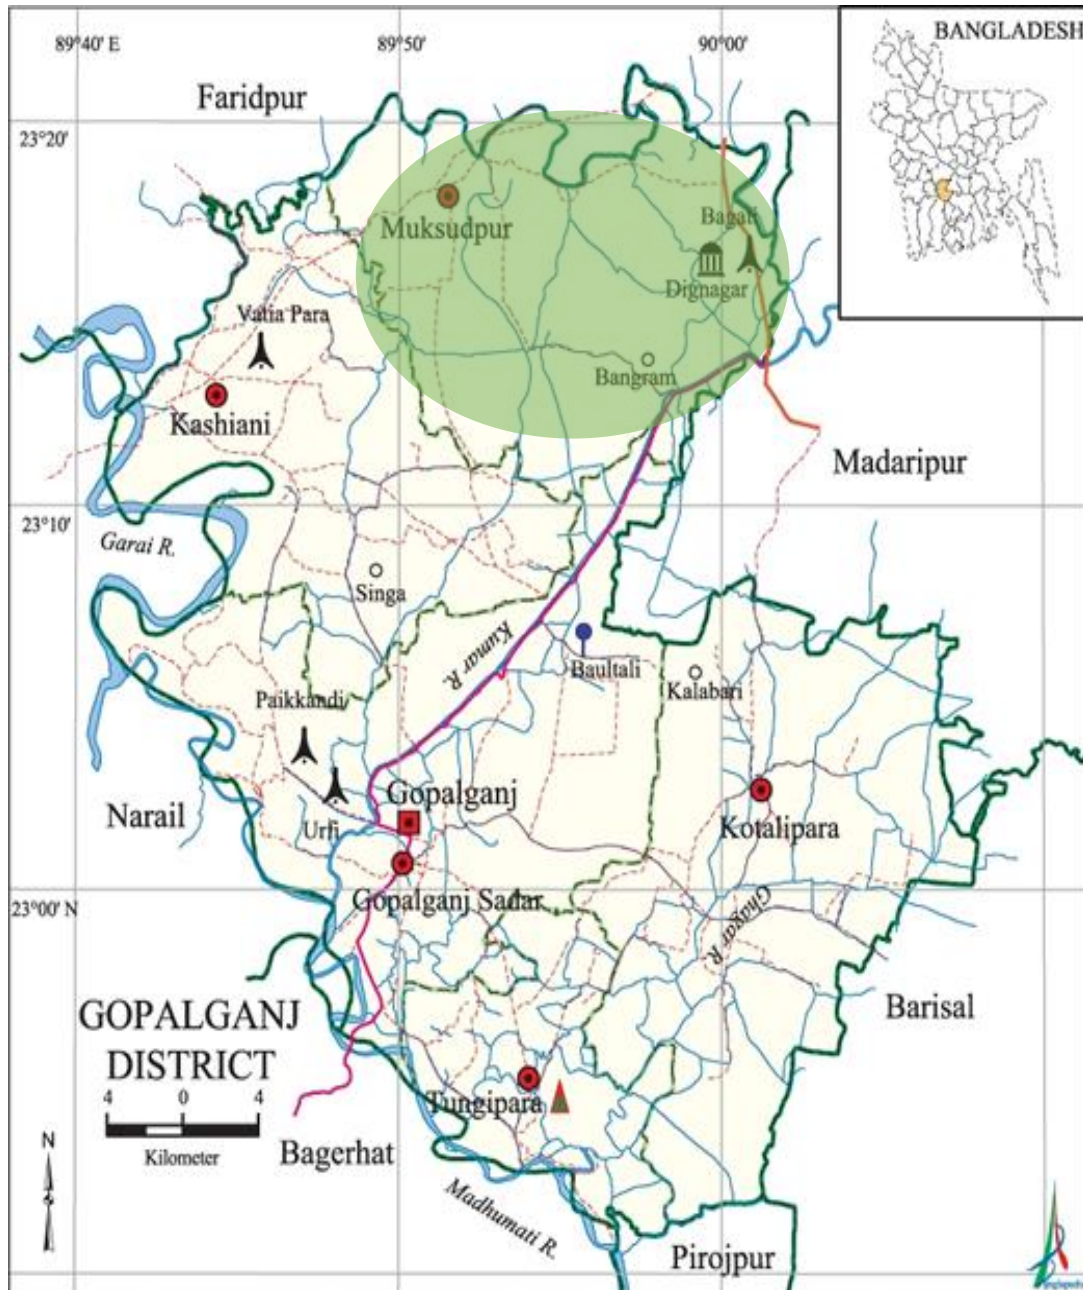 89°40' E
89°50'
90°00'
BANGLADESH
Faridpur
23°20'
Muksudpur
Bagati
Dignagar
Vatia Para
Bangram
Kashiani
Madaripur
23°10'
Garai R.
Singa
Kumar R.
Baultali
Kalabari
Paikkandi
Narail
Gopalganj
Urfi
Kotalipara
Gopalganj Sadar
23°00' N
Ghagar R.
GOPALGANJ
DISTRICT
Barisal
4 0 4
Kilometer
Tungipara
N
Bagerhat
Madhumati R.
Pirojpur